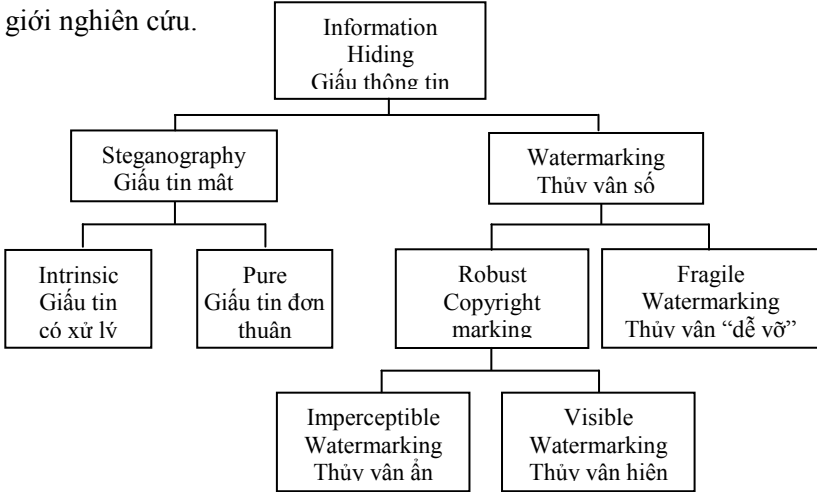 giới nghiên cứu.
Information
Hiding
Giấu thông tin
Steganography
Giấu tin mật
Watermarking
Thủy vân số
Intrinsic
Giấu tin
có xử lý
Pure
Giấu tin đơn
thuân
Robust
Copyright
marking
Fragile
Watermarking
Thủy vân “dễ vỡ”
Imperceptible
Watermarking
Thủy vân ẩn
Visible
Watermarking
Thủy vân hiện